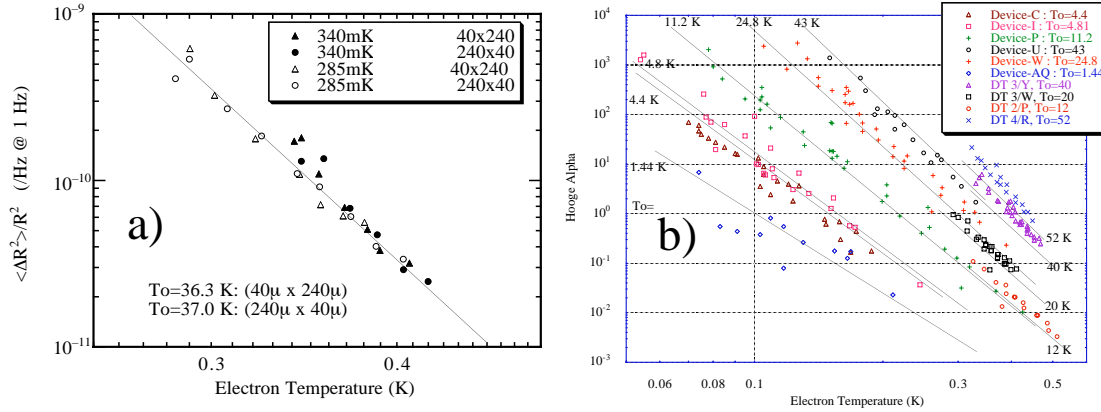 10⁻⁹
10⁻¹⁰
10⁻¹¹
<ΔR²>/R² (/Hz @ 1 Hz)
340mK 40x240
340mK 240x40
285mK 40x240
285mK 240x40
a)
To=36.3 K: (40µ x 240µ)
To=37.0 K: (240µ x 40µ)
0.3 0.4
Electron Temperature (K)
10⁴
10³
10²
10¹
10⁰
10⁻¹
10⁻²
10⁻³
Hooge Alpha
11.2 K 24.8 K 43 K
4.8 K
4.4 K
1.44 K
To=
b)
52 K
40 K
20 K
12 K
Device-C : To=4.4
Device-I : To=4.81
Device-P : To=11.2
Device-U : To=43
Device-W : To=24.8
Device-AQ : To=1.44
DT 3/Y, To=40
DT 3/W, To=20
DT 2/P, To=12
DT 4/R, To=52
0.06 0.08 0.1 0.3 0.5
Electron Temperature (K)